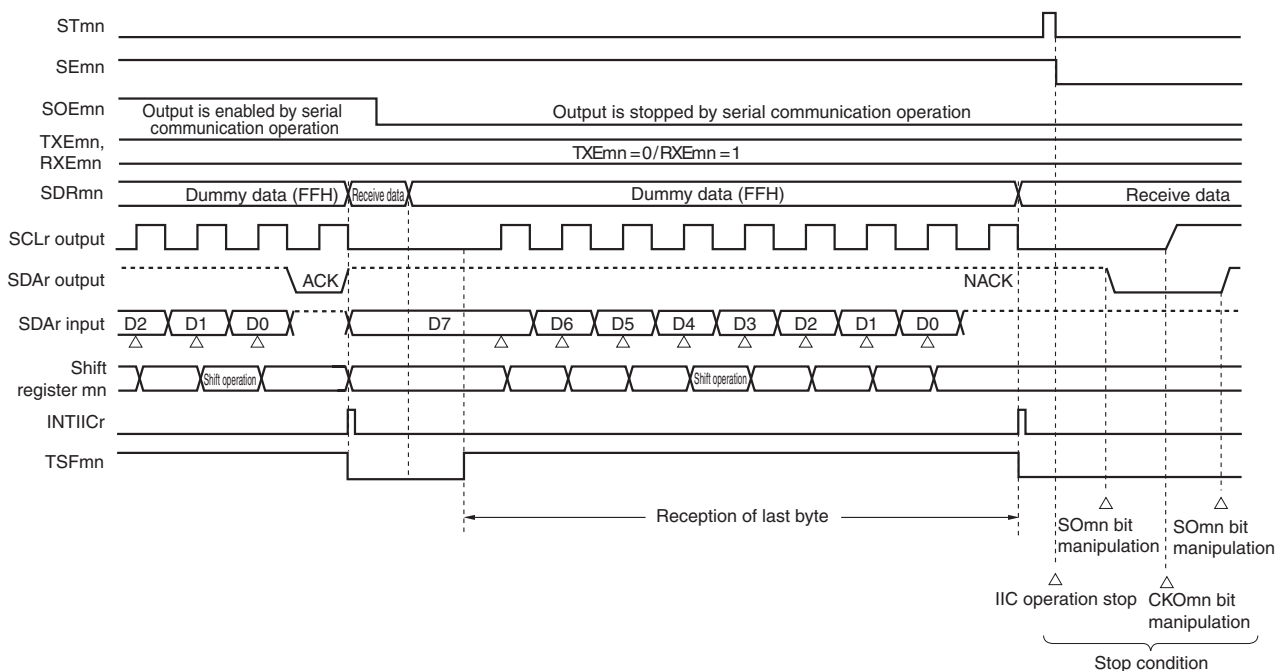 STmn
SEmn
SOEmn
Output is enabled by serial
communication operation
Output is stopped by serial communication operation
TXEmn,
RXEmn
TXEmn=0/RXEmn=1
SDRmn
Dummy data (FFH)
Receive data
Dummy data (FFH)
Receive data
SCLr output
SDAr output
ACK
NACK
SDAr input
D2
D1
D0
D7
D6
D5
D4
D3
D2
D1
D0
Shift
register mn
Shift operation
Shift operation
INTIICr
TSFmn
Reception of last byte
SOmn bit
manipulation
SOmn bit
manipulation
IIC operation stop
CKOmn bit
manipulation
Stop condition